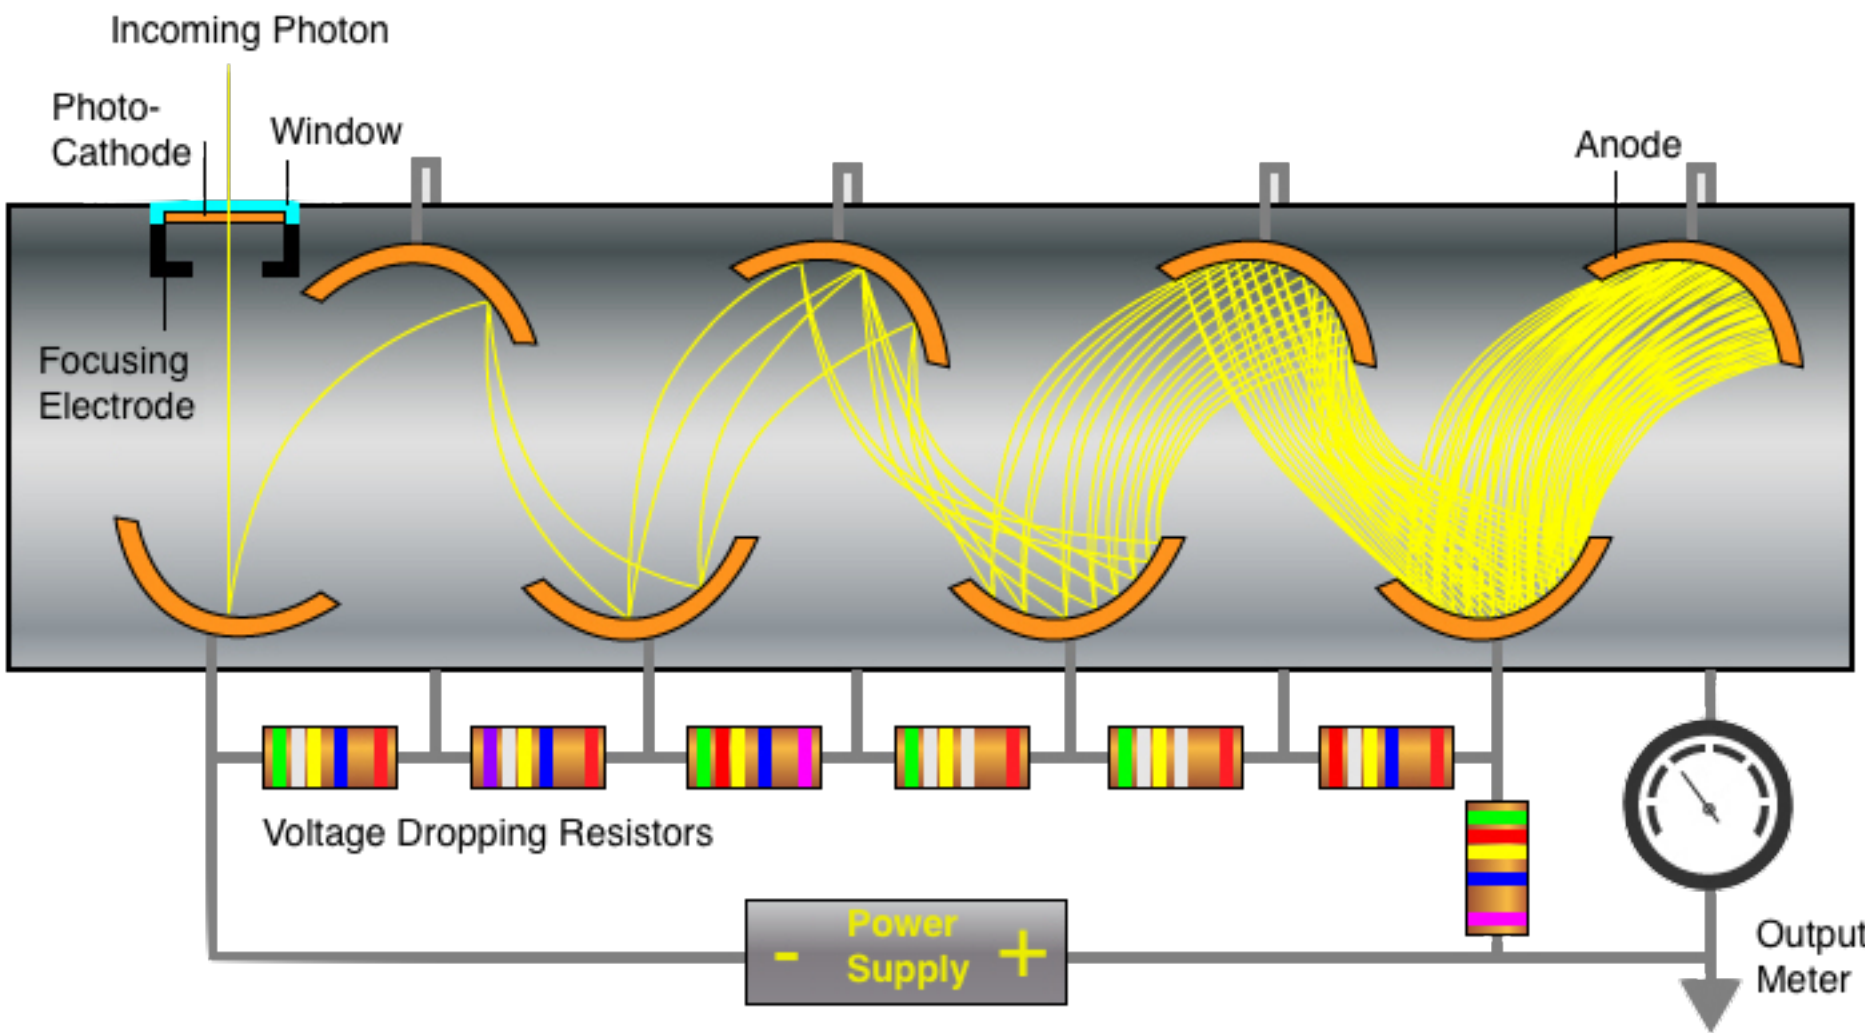 Incoming Photon
Photo-
Cathode
Window
Anode
Focusing
Electrode
Voltage Dropping Resistors
Power
Supply
- +
Output
Meter